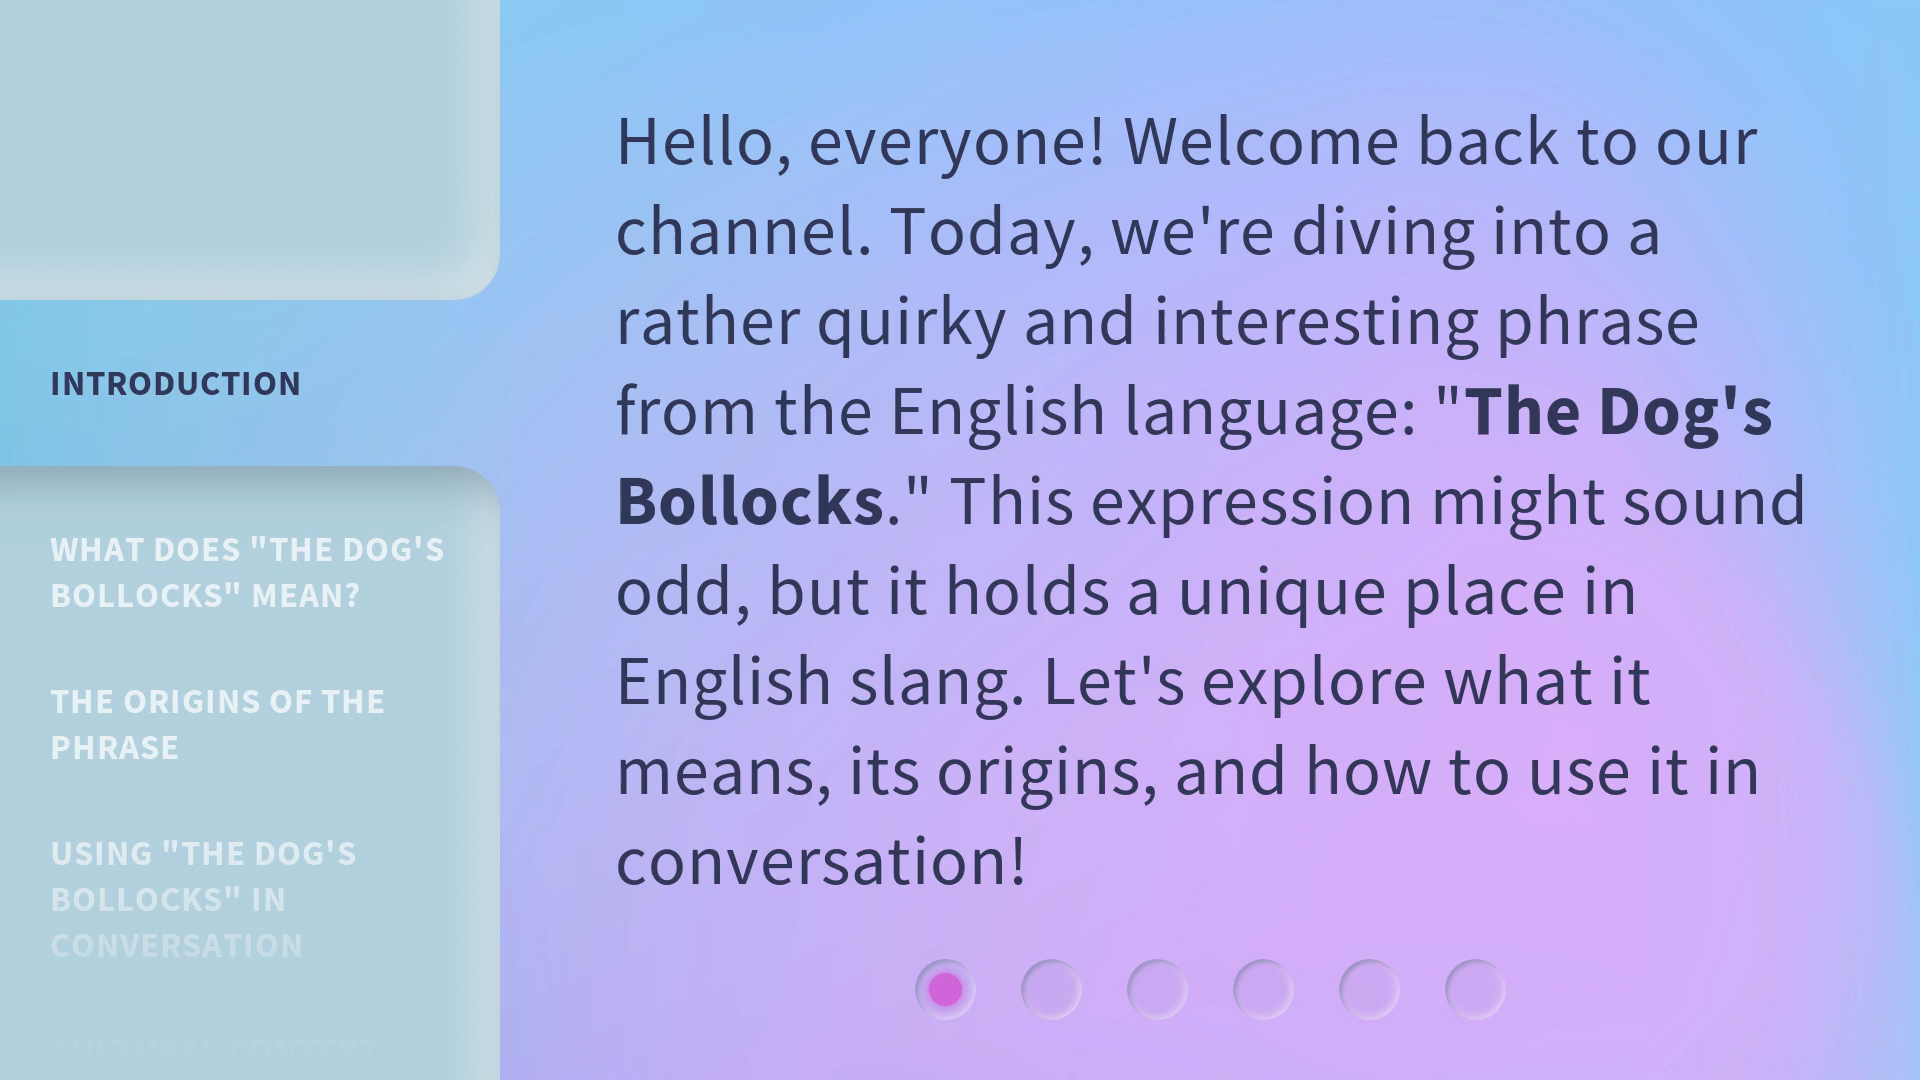 INTRODUCTION
WHAT DOES "THE DOG'S
BOLLOCKS" MEAN?
THE ORIGINS OF THE
PHRASE
USING "THE DOG'S
BOLLOCKS" IN
CONVERSATION
CULTURAL CONTEXT
Hello, everyone! Welcome back to our
channel. Today, we're diving into a
rather quirky and interesting phrase
from the English language: "The Dog's
Bollocks." This expression might sound
odd, but it holds a unique place in
English slang. Let's explore what it
means, its origins, and how to use it in
conversation!